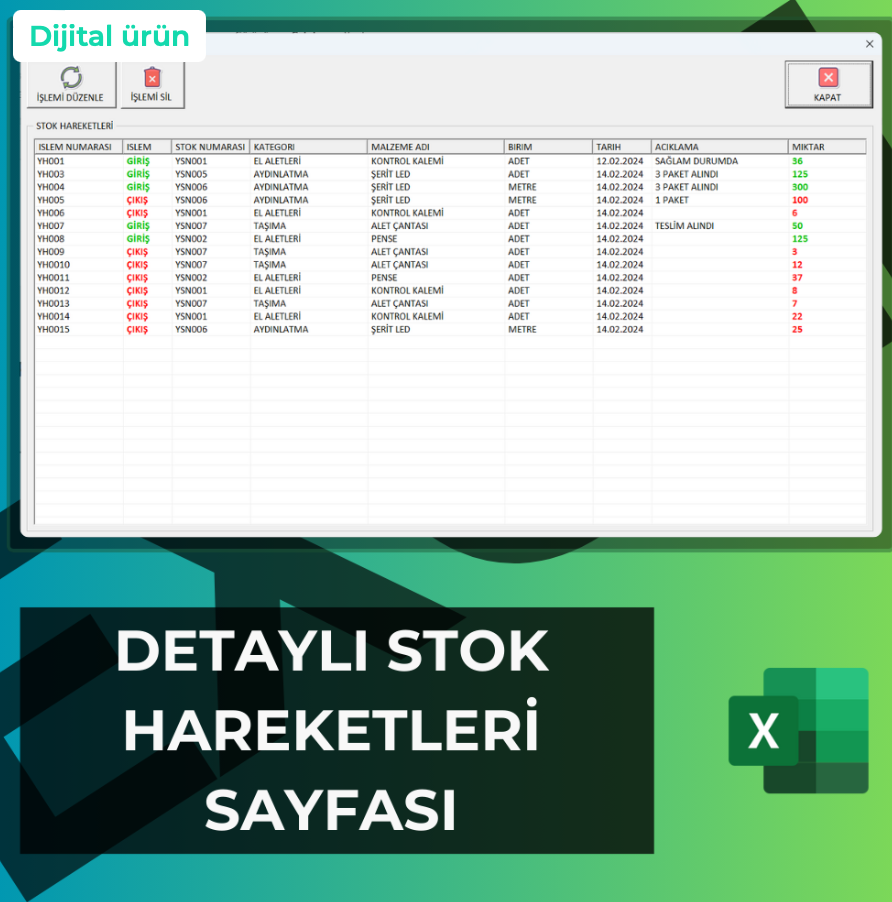 Dijital ürün
İŞLEMİ DÜZENLE
İŞLEMİ SİL
KAPAT
STOK HAREKETLERİ
ISLEM NUMARASI ISLEM STOK NUMARASI KATEGORI MALZEME ADI BIRIM TARIH ACIKLAMA MIKTAR
YH001 GİRİŞ YSN001 EL ALETLERİ KONTROL KALEMİ ADET 12.02.2024 SAĞLAM DURUMDA 36
YH003 GİRİŞ YSN005 AYDINLATMA ŞERİT LED ADET 14.02.2024 3 PAKET ALINDI 125
YH004 GİRİŞ YSN006 AYDINLATMA ŞERİT LED METRE 14.02.2024 3 PAKET ALINDI 300
YH005 ÇIKIŞ YSN006 AYDINLATMA ŞERİT LED METRE 14.02.2024 1 PAKET 100
YH006 ÇIKIŞ YSN001 EL ALETLERİ KONTROL KALEMİ ADET 14.02.2024 6
YH007 GİRİŞ YSN007 TAŞIMA ALET ÇANTASI ADET 14.02.2024 TESLİM ALINDI 50
YH008 GİRİŞ YSN002 EL ALETLERİ PENSE ADET 14.02.2024 125
YH009 ÇIKIŞ YSN007 TAŞIMA ALET ÇANTASI ADET 14.02.2024 3
YH0010 ÇIKIŞ YSN007 TAŞIMA ALET ÇANTASI ADET 14.02.2024 12
YH0011 ÇIKIŞ YSN002 EL ALETLERİ PENSE ADET 14.02.2024 37
YH0012 ÇIKIŞ YSN001 EL ALETLERİ KONTROL KALEMİ ADET 14.02.2024 8
YH0013 ÇIKIŞ YSN007 TAŞIMA ALET ÇANTASI ADET 14.02.2024 7
YH0014 ÇIKIŞ YSN001 EL ALETLERİ KONTROL KALEMİ ADET 14.02.2024 22
YH0015 ÇIKIŞ YSN006 AYDINLATMA ŞERİT LED METRE 14.02.2024 25
DETAYLI STOK
HAREKETLERİ
SAYFASI
X